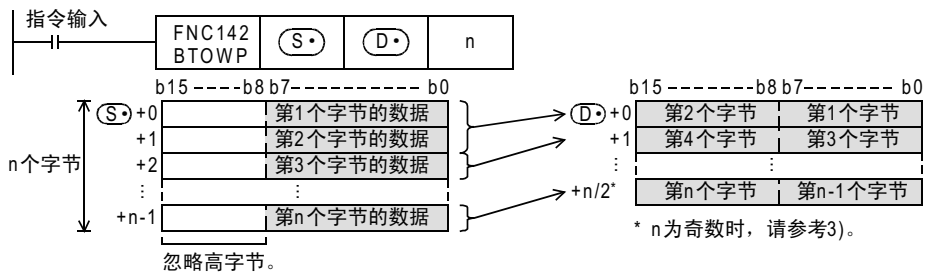 指令输入
FNC142 BTOWP S· D· n
b15 ----b8 b7--------- b0
b15 ----b8 b7------- b0
n个字节
S· +0 第1个字节的数据
+1 第2个字节的数据
+2 第3个字节的数据
⋮ ⋮
+n-1 第n个字节的数据
忽略高字节。
D· +0 第2个字节 第1个字节
+1 第4个字节 第3个字节
⋮ ⋮
+n/2* 第n个字节 第n-1个字节
* n为奇数时，请参考3)。